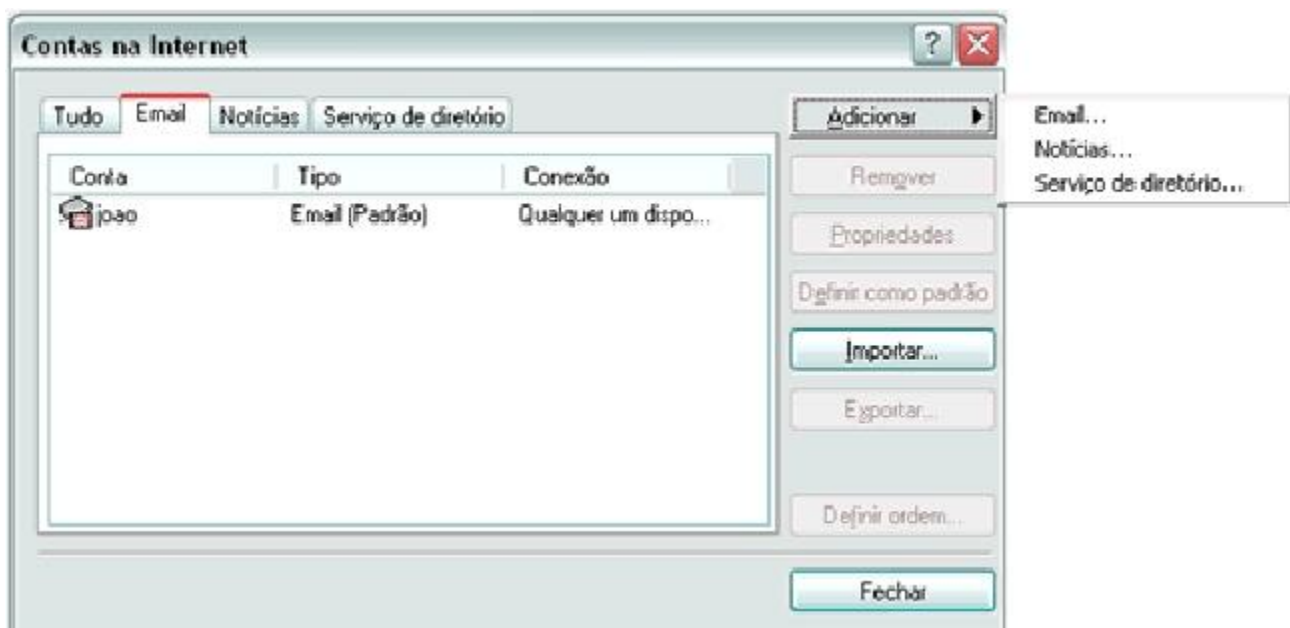 Contas na Internet
?
Tudo Email Notícias Serviço de diretório
Conta Tipo Conexão
joao Email (Padrão) Qualquer um dispo...
Adicionar
Remover
Propriedades
Definir como padrão
Importar...
Exportar...
Definir ordem...
Fechar
Email...
Notícias...
Serviço de diretório...